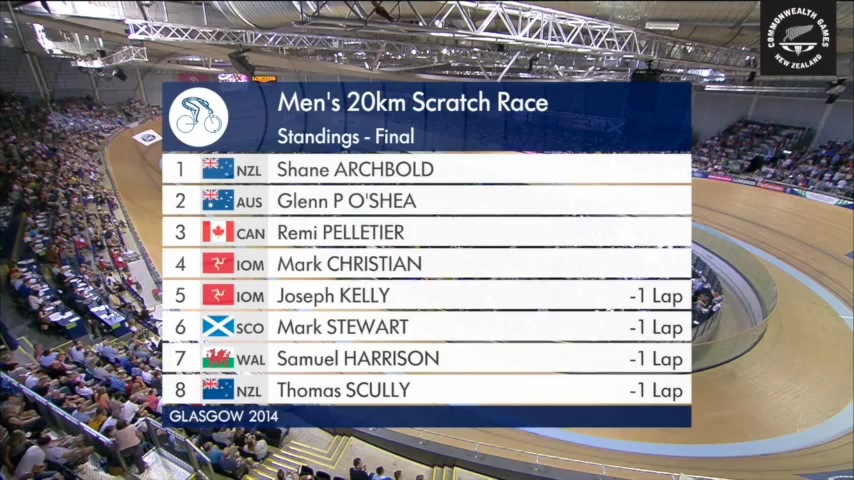 COMMONWEALTH GAMES
NEW ZEALAND
LONGINES
Men's 20km Scratch Race
Standings - Final
1 NZL Shane ARCHBOLD
2 AUS Glenn P O'SHEA
3 CAN Remi PELLETIER
4 IOM Mark CHRISTIAN
5 IOM Joseph KELLY -1 Lap
6 SCO Mark STEWART -1 Lap
7 WAL Samuel HARRISON -1 Lap
8 NZL Thomas SCULLY -1 Lap
GLASGOW 2014